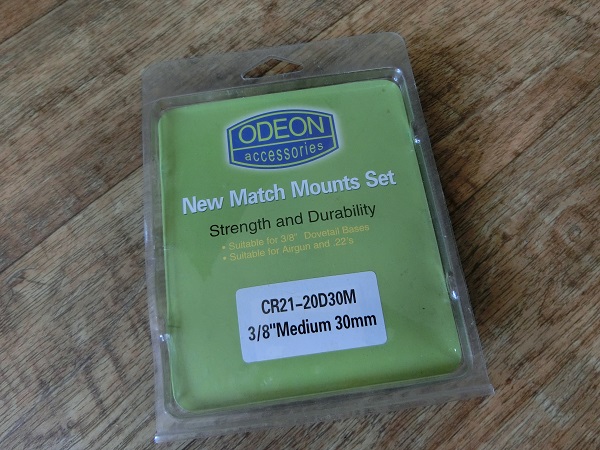 ODEON
accessories
New Match Mounts Set
Strength and Durability
• Suitable for 3/8" Dovetail Bases
• Suitable for Airgun and .22's
CR21-20D30M
3/8"Medium 30mm